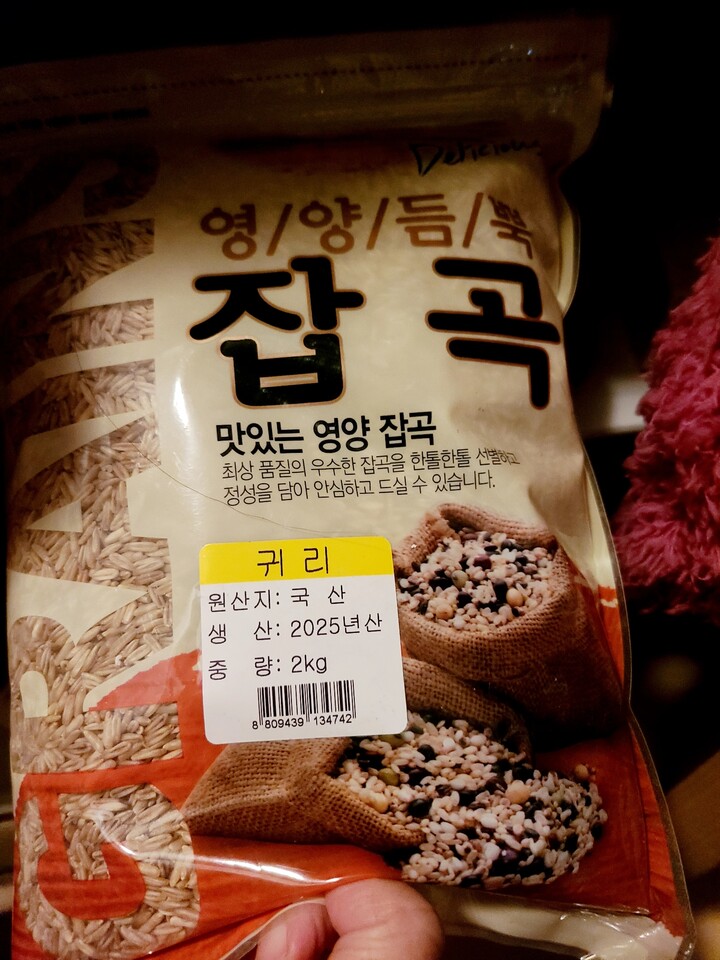 Delicious
영/양/듬/뿍
잡곡
맛있는 영양 잡곡
최상 품질의 우수한 잡곡을 한톨한톨 선별하고
정성을 담아 안심하고 드실 수 있습니다.
GRAINS
귀 리
원산지: 국 산
생 산: 2025년산
중 량: 2kg
8 809439 134742